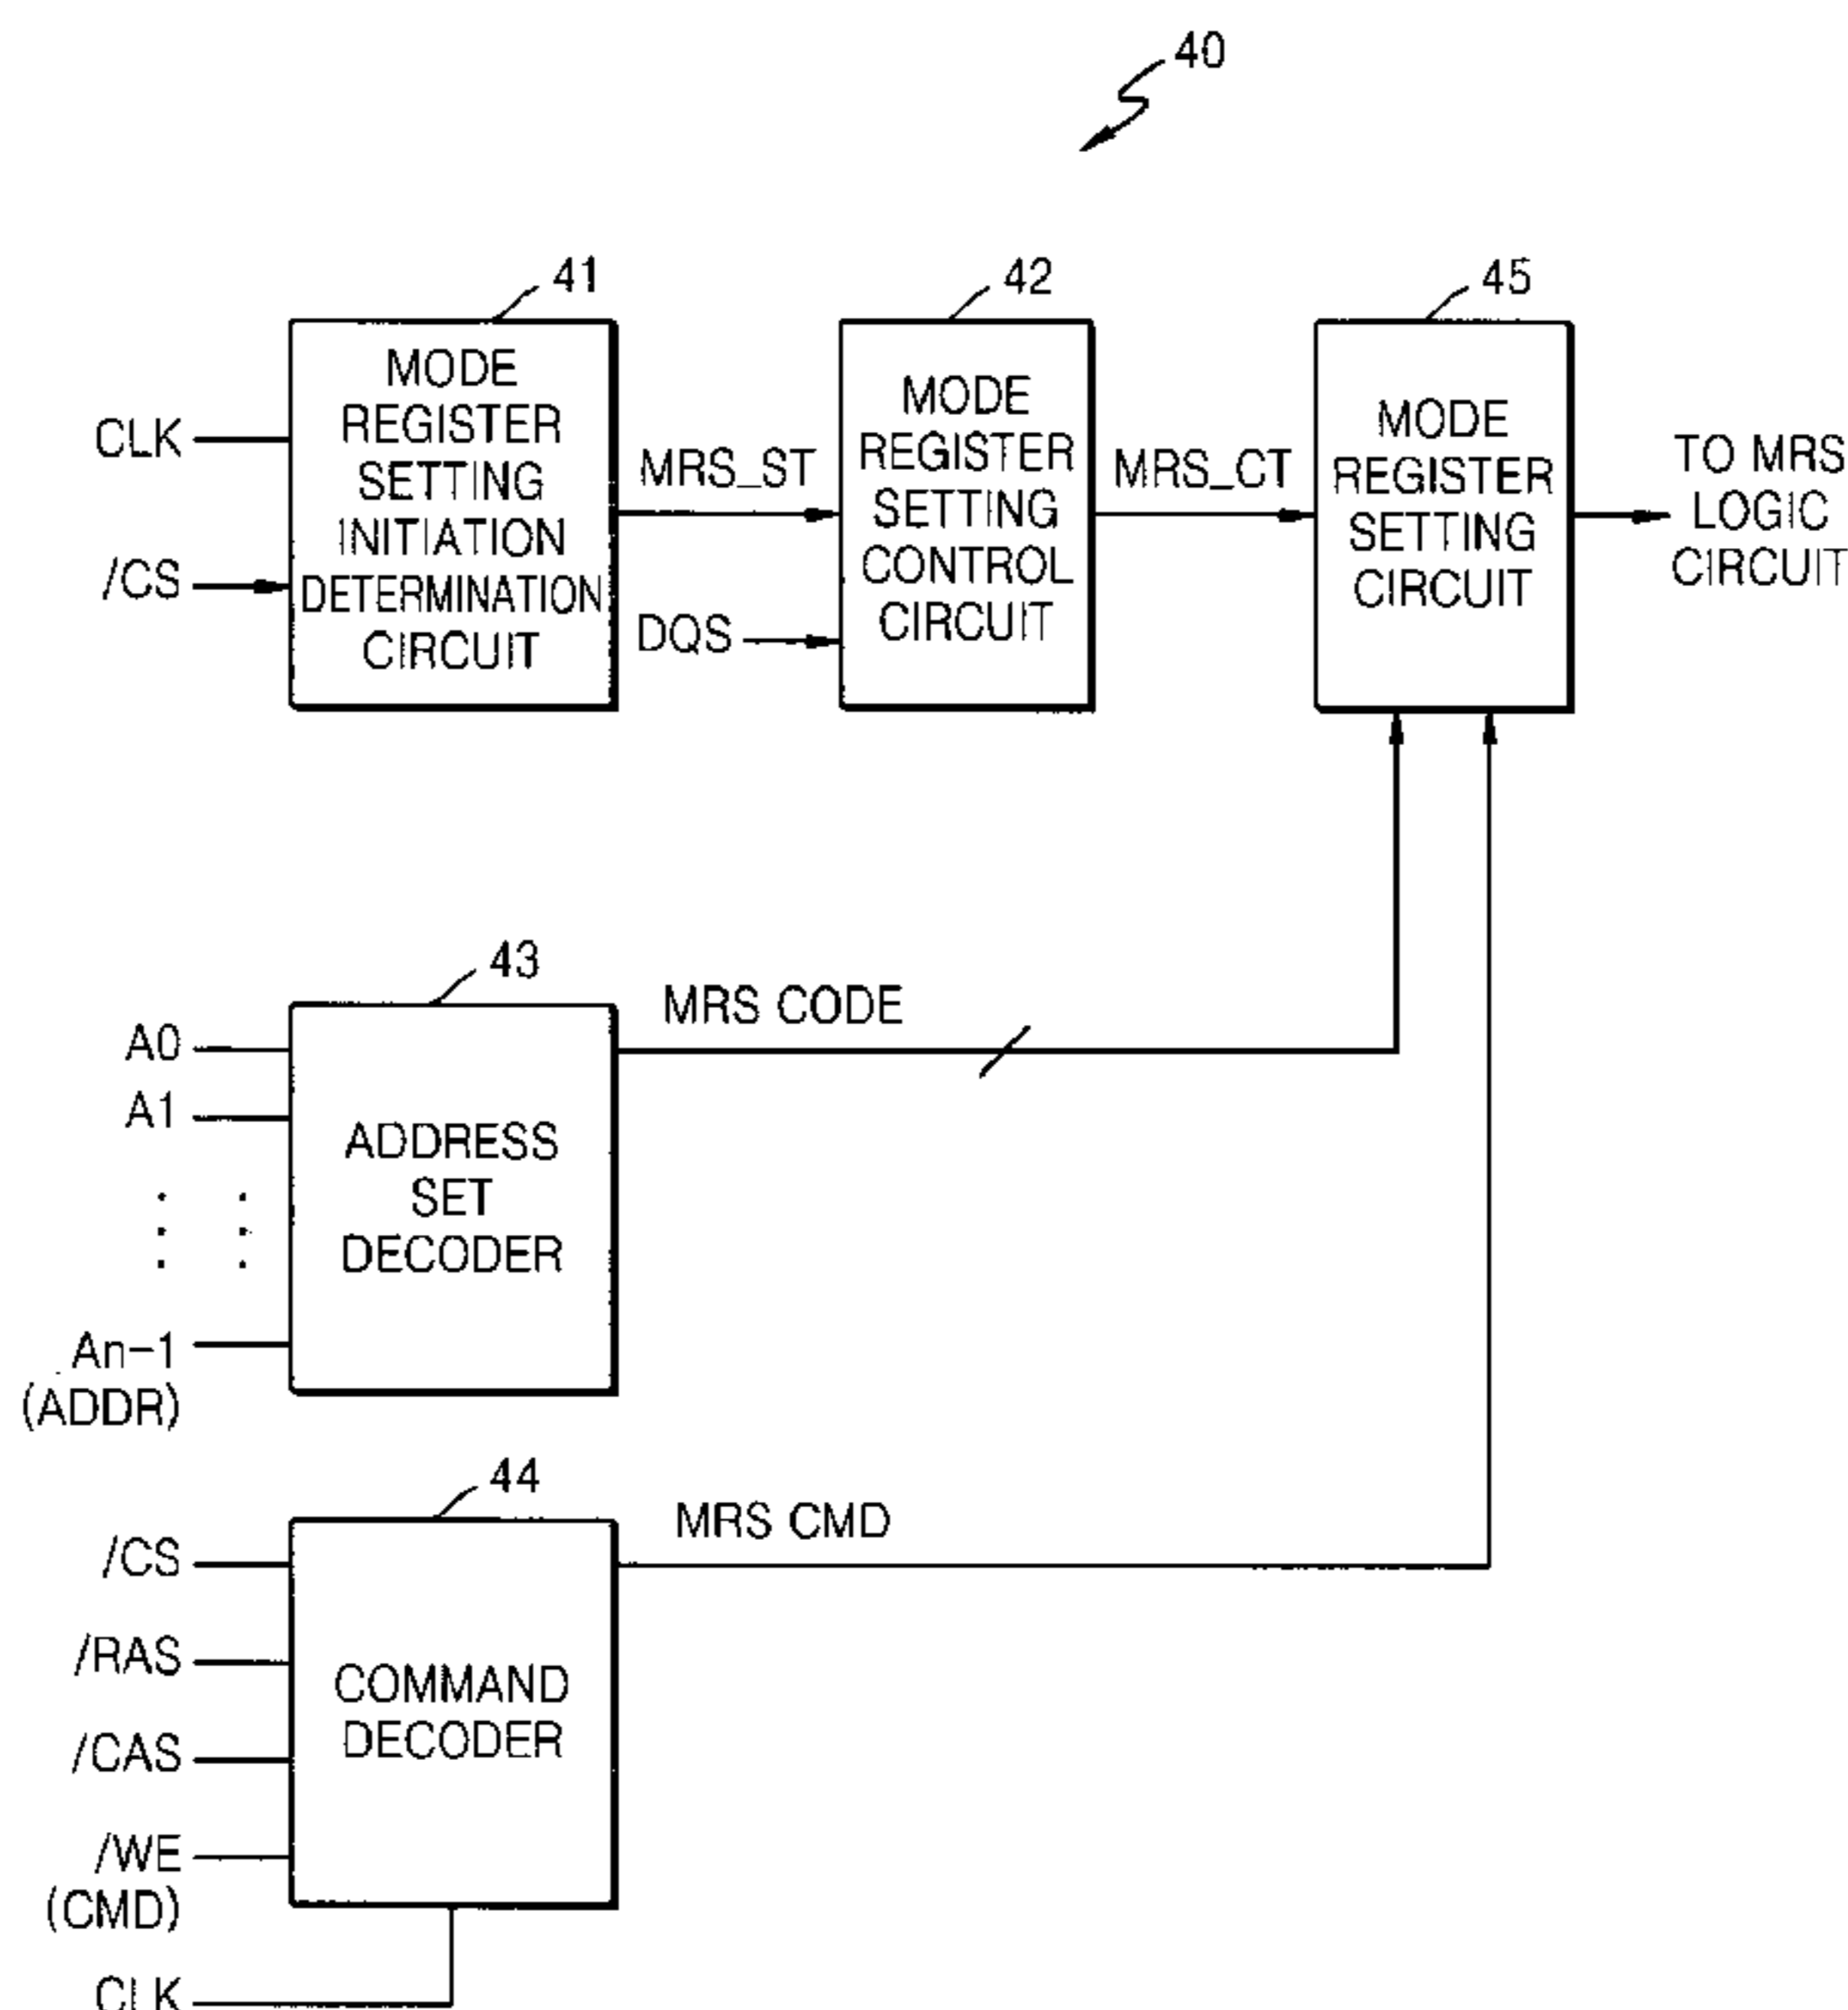 40
41
MODE
REGISTER
SETTING
INITIATION
DETERMINATION
CIRCUIT
CLK
/CS
MRS_ST
DQS
42
MODE
REGISTER
SETTING
CONTROL
CIRCUIT
MRS_CT
45
MODE
REGISTER
SETTING
CIRCUIT
TO MRS
LOGIC
CIRCUIT
43
A0
A1
An-1
(ADDR)
ADDRESS
SET
DECODER
MRS CODE
44
/CS
/RAS
/CAS
/WE
(CMD)
CLK
COMMAND
DECODER
MRS CMD